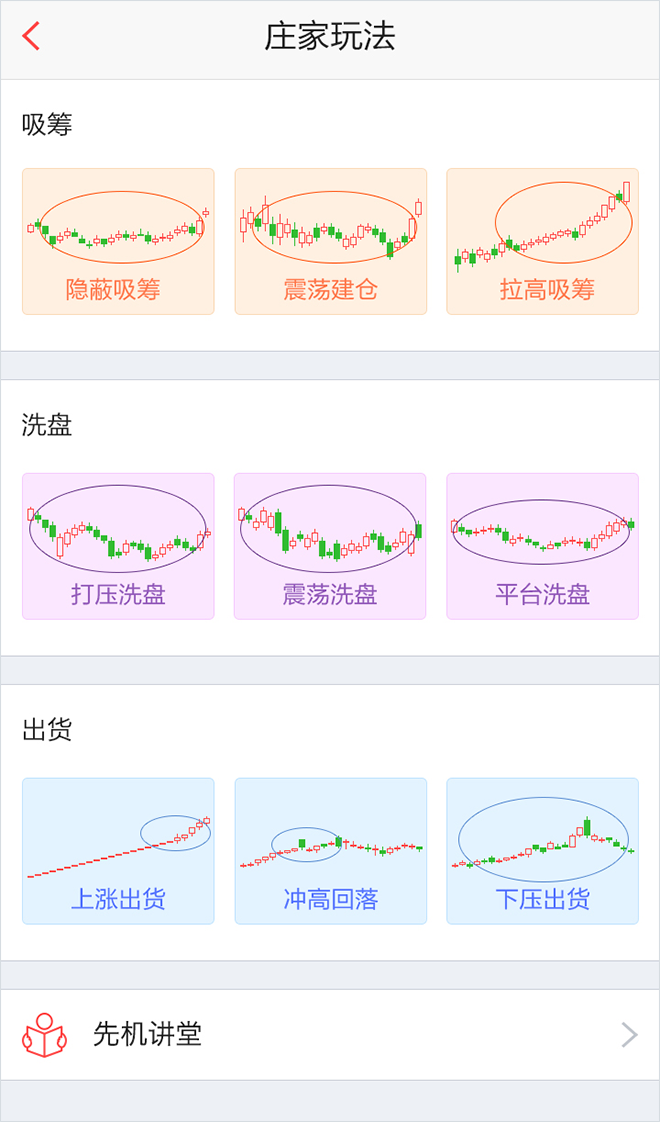 庄家玩法
吸筹
隐蔽吸筹
震荡建仓
拉高吸筹
洗盘
打压洗盘
震荡洗盘
平台洗盘
出货
上涨出货
冲高回落
下压出货
先机讲堂